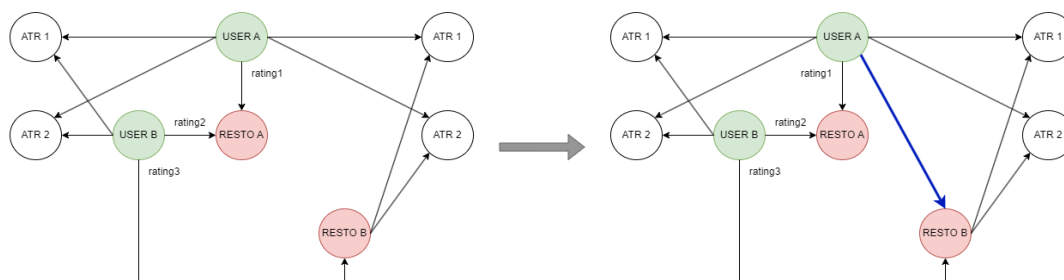 ATR 1
USER A
ATR 1
rating1
ATR 2
USER B
rating2
RESTO A
ATR 2
rating3
RESTO B
ATR 1
USER A
ATR 1
rating1
ATR 2
USER B
rating2
RESTO A
ATR 2
rating3
RESTO B